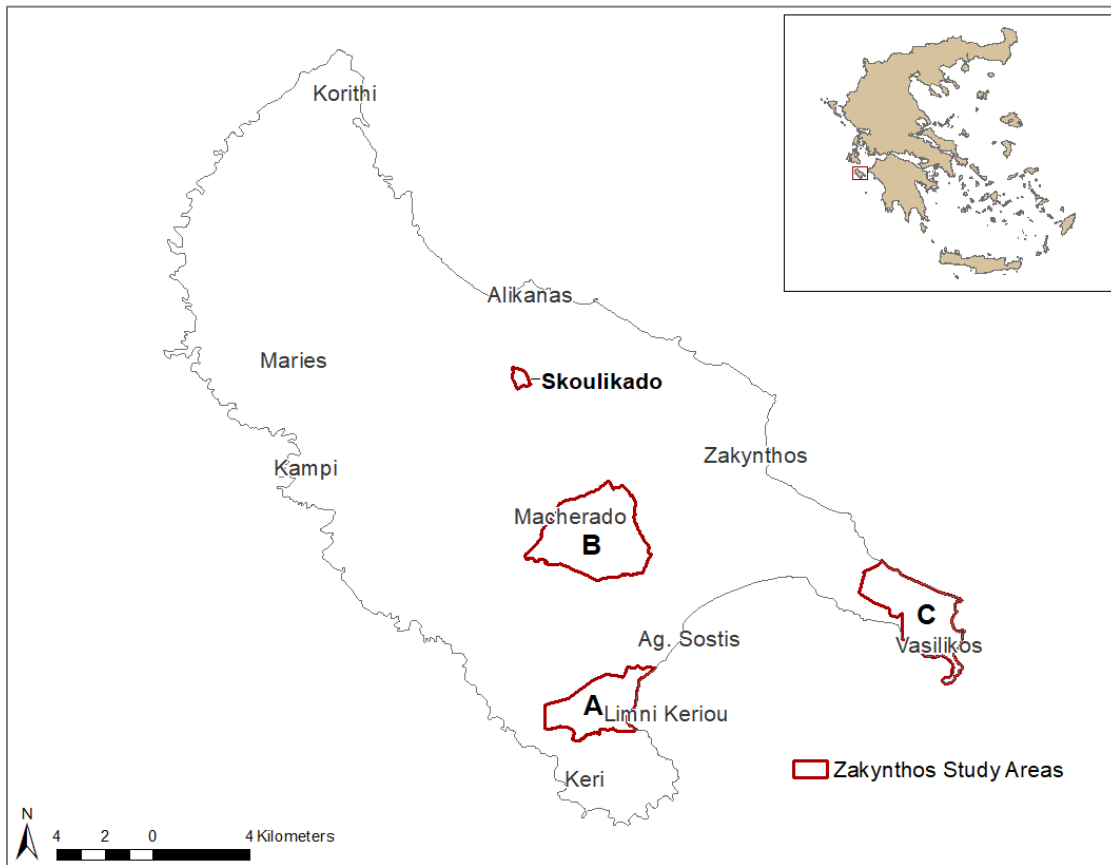 Korithi
Alikanas
Maries
Skoulikado
Zakynthos
Kampi
Macherado
B
C
Ag. Sostis
Vasilikos
A
Limni Keriou
Keri
Zakynthos Study Areas
N
4 2 0 4 Kilometers